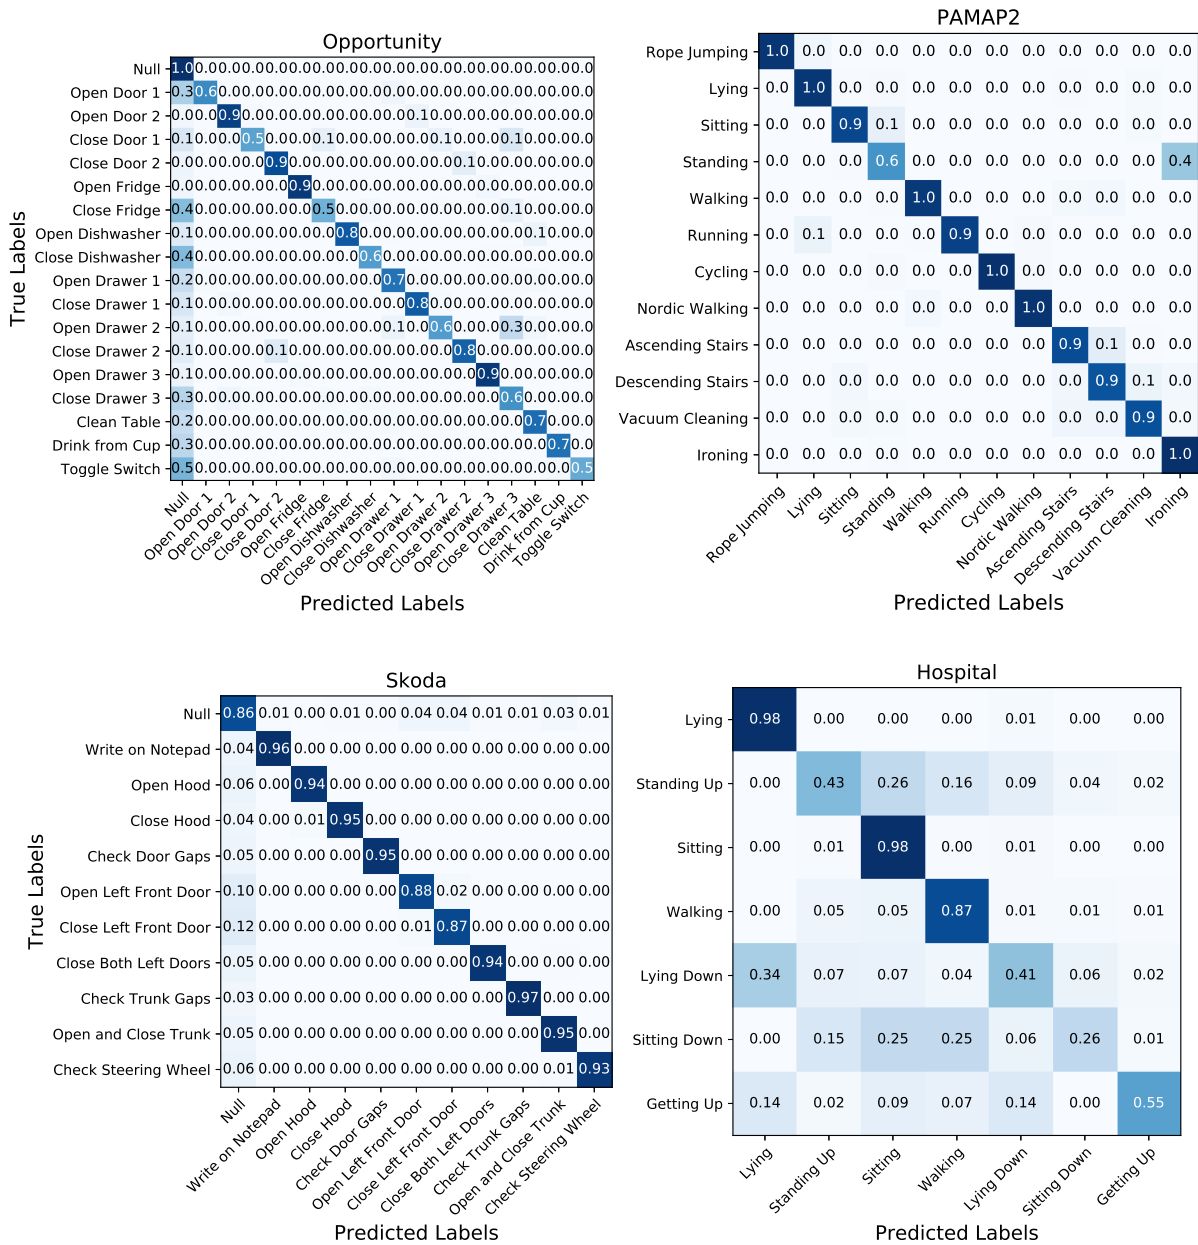 Opportunity
True Labels
Null 1.0 0.0 0.0 0.0 0.0 0.0 0.0 0.0 0.0 0.0 0.0 0.0 0.0 0.0 0.0 0.0 0.0 0.0
Open Door 1 0.3 0.6 0.0 0.0 0.0 0.0 0.0 0.0 0.0 0.0 0.0 0.0 0.0 0.0 0.0 0.0 0.0 0.0
Open Door 2 0.0 0.0 0.9 0.0 0.0 0.0 0.0 0.0 0.0 0.0 0.1 0.0 0.0 0.0 0.0 0.0 0.0 0.0
Close Door 1 0.1 0.0 0.0 0.5 0.0 0.0 0.1 0.0 0.0 0.0 0.0 0.1 0.0 0.0 0.1 0.0 0.0 0.0
Close Door 2 0.0 0.0 0.0 0.0 0.9 0.0 0.0 0.0 0.0 0.0 0.0 0.0 0.1 0.0 0.0 0.0 0.0 0.0
Open Fridge 0.0 0.0 0.0 0.0 0.0 0.9 0.0 0.0 0.0 0.0 0.0 0.0 0.0 0.0 0.0 0.0 0.0 0.0
Close Fridge 0.4 0.0 0.0 0.0 0.0 0.0 0.5 0.0 0.0 0.0 0.0 0.0 0.0 0.0 0.1 0.0 0.0 0.0
Open Dishwasher 0.1 0.0 0.0 0.0 0.0 0.0 0.0 0.8 0.0 0.0 0.0 0.0 0.0 0.0 0.0 0.1 0.0 0.0
Close Dishwasher 0.4 0.0 0.0 0.0 0.0 0.0 0.0 0.0 0.6 0.0 0.0 0.0 0.0 0.0 0.0 0.0 0.0 0.0
Open Drawer 1 0.2 0.0 0.0 0.0 0.0 0.0 0.0 0.0 0.0 0.7 0.0 0.0 0.0 0.0 0.0 0.0 0.0 0.0
Close Drawer 1 0.1 0.0 0.0 0.0 0.0 0.0 0.0 0.0 0.0 0.0 0.8 0.0 0.0 0.0 0.0 0.0 0.0 0.0
Open Drawer 2 0.1 0.0 0.0 0.0 0.0 0.0 0.0 0.0 0.0 0.1 0.0 0.6 0.0 0.0 0.3 0.0 0.0 0.0
Close Drawer 2 0.1 0.0 0.0 0.0 0.1 0.0 0.0 0.0 0.0 0.0 0.0 0.0 0.8 0.0 0.0 0.0 0.0 0.0
Open Drawer 3 0.1 0.0 0.0 0.0 0.0 0.0 0.0 0.0 0.0 0.0 0.0 0.0 0.0 0.9 0.0 0.0 0.0 0.0
Close Drawer 3 0.3 0.0 0.0 0.0 0.0 0.0 0.0 0.0 0.0 0.0 0.0 0.0 0.0 0.0 0.6 0.0 0.0 0.0
Clean Table 0.2 0.0 0.0 0.0 0.0 0.0 0.0 0.0 0.0 0.0 0.0 0.0 0.0 0.0 0.0 0.7 0.0 0.0
Drink from Cup 0.3 0.0 0.0 0.0 0.0 0.0 0.0 0.0 0.0 0.0 0.0 0.0 0.0 0.0 0.0 0.0 0.7 0.0
Toggle Switch 0.5 0.0 0.0 0.0 0.0 0.0 0.0 0.0 0.0 0.0 0.0 0.0 0.0 0.0 0.0 0.0 0.0 0.5
Null
Open Door 1
Open Door 2
Close Door 1
Close Door 2
Open Fridge
Close Fridge
Open Dishwasher
Close Dishwasher
Open Drawer 1
Close Drawer 1
Open Drawer 2
Close Drawer 2
Open Drawer 3
Close Drawer 3
Clean Table
Drink from Cup
Toggle Switch
Predicted Labels
PAMAP2
Rope Jumping 1.0 0.0 0.0 0.0 0.0 0.0 0.0 0.0 0.0 0.0 0.0 0.0
Lying 0.0 1.0 0.0 0.0 0.0 0.0 0.0 0.0 0.0 0.0 0.0 0.0
Sitting 0.0 0.0 0.9 0.1 0.0 0.0 0.0 0.0 0.0 0.0 0.0 0.0
Standing 0.0 0.0 0.0 0.6 0.0 0.0 0.0 0.0 0.0 0.0 0.0 0.4
Walking 0.0 0.0 0.0 0.0 1.0 0.0 0.0 0.0 0.0 0.0 0.0 0.0
Running 0.0 0.1 0.0 0.0 0.0 0.9 0.0 0.0 0.0 0.0 0.0 0.0
Cycling 0.0 0.0 0.0 0.0 0.0 0.0 1.0 0.0 0.0 0.0 0.0 0.0
Nordic Walking 0.0 0.0 0.0 0.0 0.0 0.0 0.0 1.0 0.0 0.0 0.0 0.0
Ascending Stairs 0.0 0.0 0.0 0.0 0.0 0.0 0.0 0.0 0.9 0.1 0.0 0.0
Descending Stairs 0.0 0.0 0.0 0.0 0.0 0.0 0.0 0.0 0.0 0.9 0.1 0.0
Vacuum Cleaning 0.0 0.0 0.0 0.0 0.0 0.0 0.0 0.0 0.0 0.0 0.9 0.0
Ironing 0.0 0.0 0.0 0.0 0.0 0.0 0.0 0.0 0.0 0.0 0.0 1.0
Rope Jumping
Lying
Sitting
Standing
Walking
Running
Cycling
Nordic Walking
Ascending Stairs
Descending Stairs
Vacuum Cleaning
Ironing
Predicted Labels
Skoda
True Labels
Null 0.86 0.01 0.00 0.01 0.00 0.04 0.04 0.01 0.01 0.03 0.01
Write on Notepad 0.04 0.96 0.00 0.00 0.00 0.00 0.00 0.00 0.00 0.00 0.00
Open Hood 0.06 0.00 0.94 0.00 0.00 0.00 0.00 0.00 0.00 0.00 0.00
Close Hood 0.04 0.00 0.01 0.95 0.00 0.00 0.00 0.00 0.00 0.00 0.00
Check Door Gaps 0.05 0.00 0.00 0.00 0.95 0.00 0.00 0.00 0.00 0.00 0.00
Open Left Front Door 0.10 0.00 0.00 0.00 0.00 0.88 0.02 0.00 0.00 0.00 0.00
Close Left Front Door 0.12 0.00 0.00 0.00 0.00 0.01 0.87 0.00 0.00 0.00 0.00
Close Both Left Doors 0.05 0.00 0.00 0.00 0.00 0.00 0.00 0.94 0.00 0.00 0.00
Check Trunk Gaps 0.03 0.00 0.00 0.00 0.00 0.00 0.00 0.00 0.97 0.00 0.00
Open and Close Trunk 0.05 0.00 0.00 0.00 0.00 0.00 0.00 0.00 0.00 0.95 0.00
Check Steering Wheel 0.06 0.00 0.00 0.00 0.00 0.00 0.00 0.00 0.00 0.01 0.93
Null
Write on Notepad
Open Hood
Close Hood
Check Door Gaps
Open Left Front Door
Close Left Front Door
Close Both Left Doors
Check Trunk Gaps
Open and Close Trunk
Check Steering Wheel
Predicted Labels
Hospital
Lying 0.98 0.00 0.00 0.00 0.01 0.00 0.00
Standing Up 0.00 0.43 0.26 0.16 0.09 0.04 0.02
Sitting 0.00 0.01 0.98 0.00 0.01 0.00 0.00
Walking 0.00 0.05 0.05 0.87 0.01 0.01 0.01
Lying Down 0.34 0.07 0.07 0.04 0.41 0.06 0.02
Sitting Down 0.00 0.15 0.25 0.25 0.06 0.26 0.01
Getting Up 0.14 0.02 0.09 0.07 0.14 0.00 0.55
Lying
Standing Up
Sitting
Walking
Lying Down
Sitting Down
Getting Up
Predicted Labels